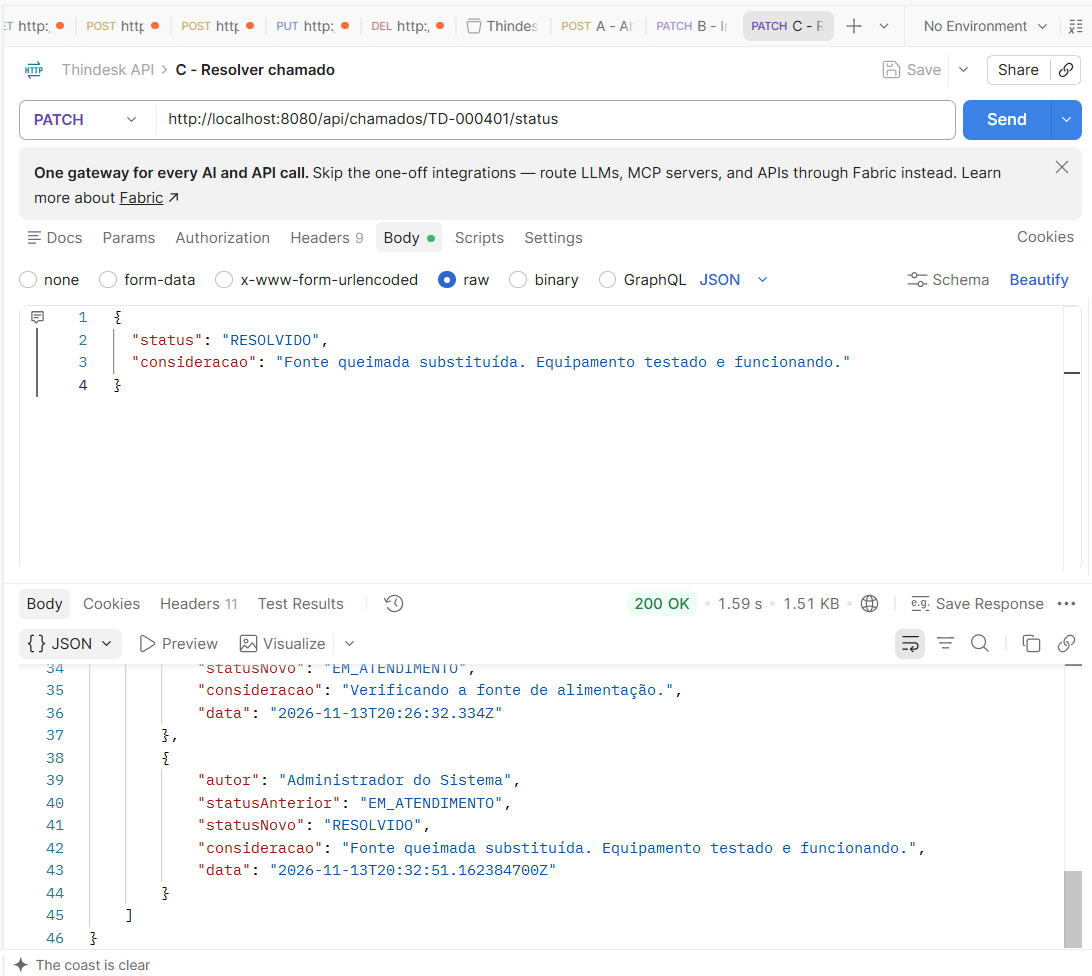 ET http:, POST http POST http PUT http: DEL http:, Thindes POST A - Ab PATCH B - Ir PATCH C - R No Environment
HTTP Thindesk API > C - Resolver chamado Save Share
PATCH http://localhost:8080/api/chamados/TD-000401/status Send
One gateway for every AI and API call. Skip the one-off integrations — route LLMs, MCP servers, and APIs through Fabric instead. Learn
more about Fabric ↗
Docs Params Authorization Headers 9 Body Scripts Settings Cookies
none form-data x-www-form-urlencoded raw binary GraphQL JSON Schema Beautify
1 {
2 "status": "RESOLVIDO",
3 "consideracao": "Fonte queimada substituída. Equipamento testado e funcionando."
4 }
Body Cookies Headers 11 Test Results 200 OK • 1.59 s • 1.51 KB • e.g. Save Response
{} JSON Preview Visualize
34 "statusNovo": "EM_ATENDIMENTO",
35 "consideracao": "Verificando a fonte de alimentação.",
36 "data": "2026-11-13T20:26:32.334Z"
37 },
38 {
39 "autor": "Administrador do Sistema",
40 "statusAnterior": "EM_ATENDIMENTO",
41 "statusNovo": "RESOLVIDO",
42 "consideracao": "Fonte queimada substituída. Equipamento testado e funcionando.",
43 "data": "2026-11-13T20:32:51.162384700Z"
44 }
45 ]
46 }
The coast is clear